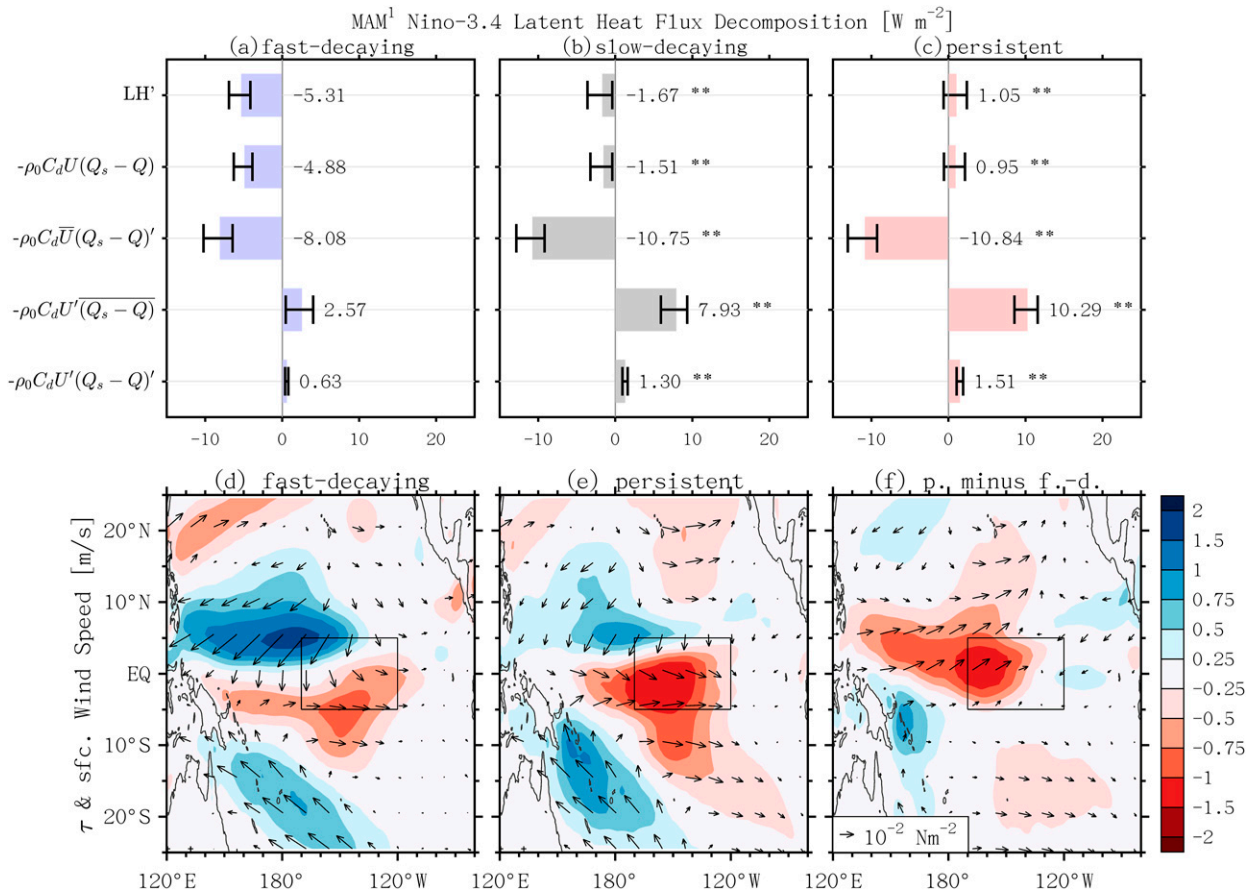 MAM¹ Nino-3.4 Latent Heat Flux Decomposition [W m⁻²]
(a) fast-decaying
(b) slow-decaying
(c) persistent
LH'
-5.31
-1.67 **
1.05 **
-ρ₀C_dU(Q_s − Q)
-4.88
-1.51 **
0.95 **
-ρ₀C_dU̅(Q_s − Q)′
-8.08
-10.75 **
-10.84 **
-ρ₀C_dU′\overline{(Q_s − Q)}
2.57
7.93 **
10.29 **
-ρ₀C_dU′(Q_s − Q)′
0.63
1.30 **
1.51 **
-10 0 10 20
-10 0 10 20
-10 0 10 20
(d) fast-decaying
(e) persistent
(f) p. minus f.-d.
τ & sfc. Wind Speed [m/s]
20°N
10°N
EQ
10°S
20°S
120°E 180° 120°W
120°E 180° 120°W
120°E 180° 120°W
10⁻² Nm⁻²
2
1.5
1
0.75
0.5
0.25
-0.25
-0.5
-0.75
-1
-1.5
-2